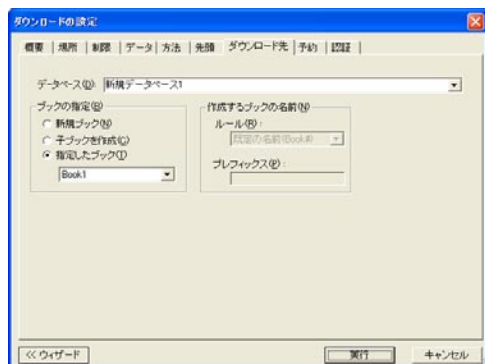 ダウンロードの設定
概要 場所 制限 データ 方法 先頭 ダウンロード先 予約 認証
データベース(D): 新規データベース1
ブックの指定(B)
新規ブック(N)
子ブックを作成(C)
指定したブック(T)
Book1
作成するブックの名前(N)
ルール(R):
既定の名前(Book#)
プレフィックス(P):
<< ウィザード 実行 キャンセル